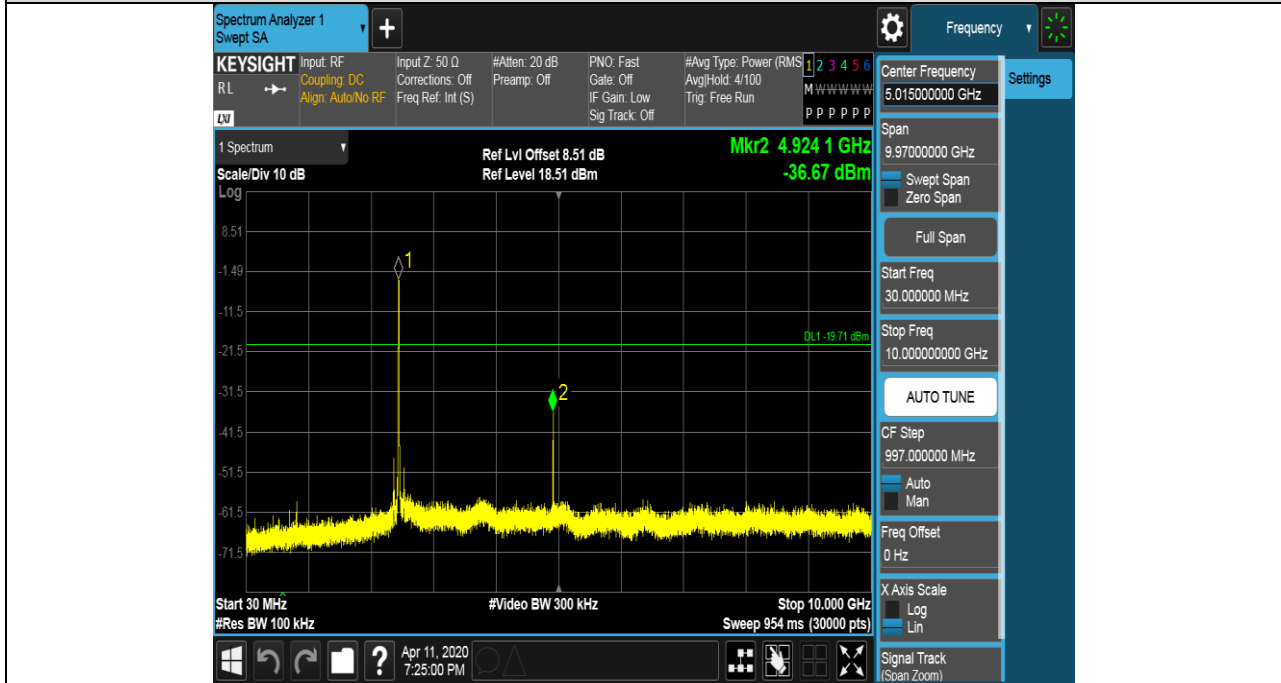 Spectrum Analyzer 1
Swept SA
+
Frequency
KEYSIGHT
RL
LXI
Input: RF
Coupling: DC
Align: Auto/No RF
Input Z: 50 Ω
Corrections: Off
Freq Ref: Int (S)
#Atten: 20 dB
Preamp: Off
PNO: Fast
Gate: Off
IF Gain: Low
Sig Track: Off
#Avg Type: Power (RMS
Avg|Hold: 4/100
Trig: Free Run
1 2 3 4 5 6
M W W W W W
P P P P P P
1 Spectrum
Scale/Div 10 dB
Ref Lvl Offset 8.51 dB
Ref Level 18.51 dBm
Mkr2 4.924 1 GHz
-36.67 dBm
Log
8.51
-1.49
-11.5
-21.5
-31.5
-41.5
-51.5
-61.5
-71.5
1
DL1 -19.71 dBm
2
Start 30 MHz
#Res BW 100 kHz
#Video BW 300 kHz
Stop 10.000 GHz
Sweep 954 ms (30000 pts)
?
Apr 11, 2020
7:25:00 PM
Center Frequency
5.015000000 GHz
Span
9.97000000 GHz
Swept Span
Zero Span
Full Span
Start Freq
30.000000 MHz
Stop Freq
10.000000000 GHz
AUTO TUNE
CF Step
997.000000 MHz
Auto
Man
Freq Offset
0 Hz
X Axis Scale
Log
Lin
Signal Track
(Span Zoom)
Settings